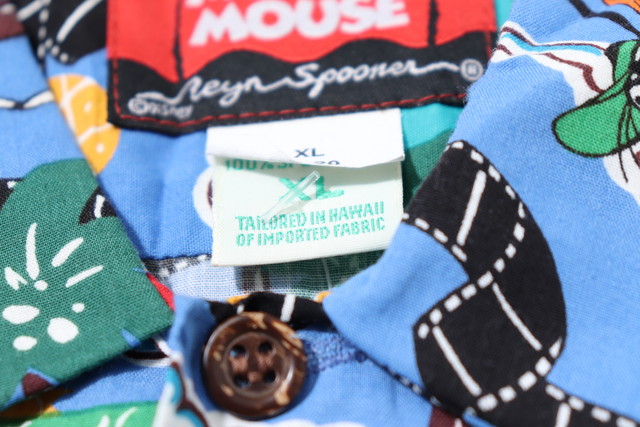 MOUSE
Reyn Spooner ®
XL
XL
TAILORED IN HAWAII
OF IMPORTED FABRIC